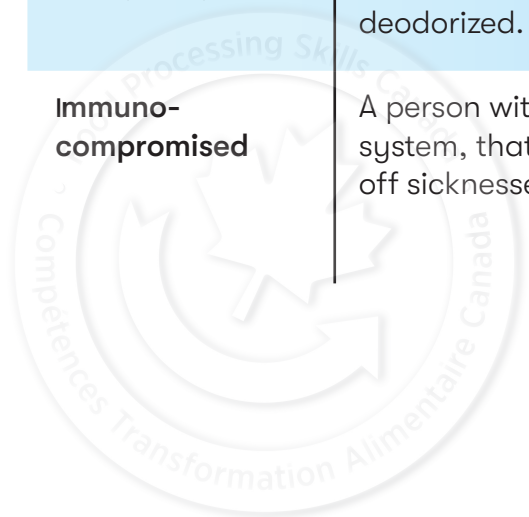 deodorized.
Immuno-
compromised
A person wit
system, that
off sicknesse
Food Processing Skills Canada
Compétences Transformation Alimentaire Canada